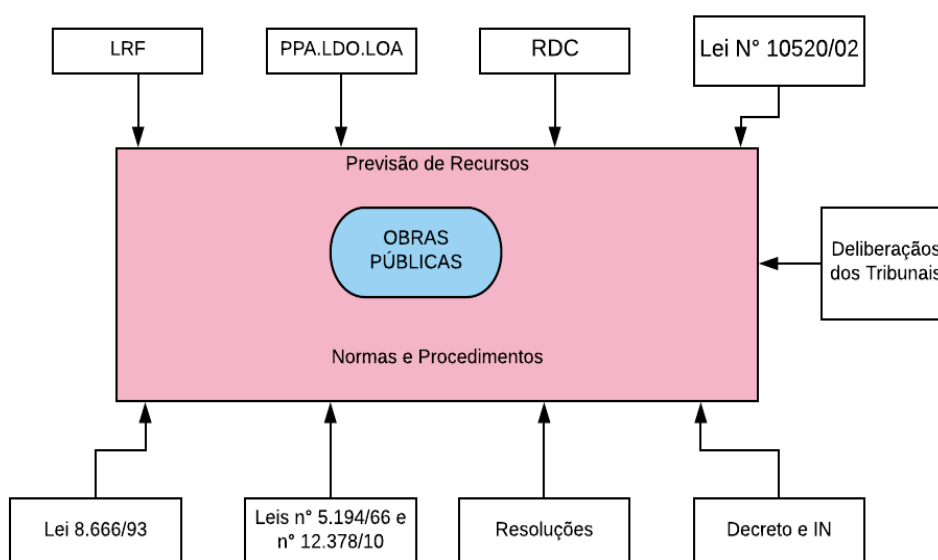 LRF
PPA.LDO.LOA
RDC
Lei N° 10520/02
Previsão de Recursos
OBRAS
PÚBLICAS
Deliberaçãos
dos Tribunais
Normas e Procedimentos
Lei 8.666/93
Leis n° 5.194/66 e
n° 12.378/10
Resoluções
Decreto e IN